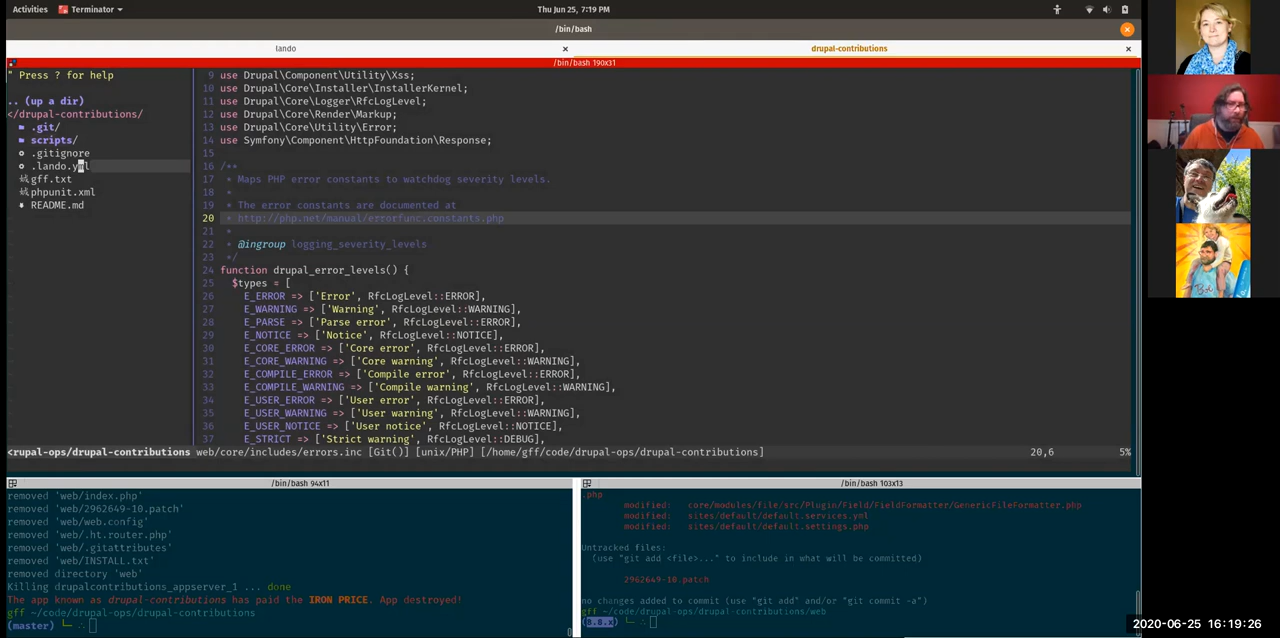 Activities Terminator Thu Jun 25, 7:19 PM
/bin/bash
lando × drupal-contributions ×
/bin/bash 190x31
" Press ? for help
.. (up a dir)
</drupal-contributions/
.git/
scripts/
.gitignore
.lando.yml
gff.txt
phpunit.xml
README.md
9 use Drupal\Component\Utility\Xss;
10 use Drupal\Core\Installer\InstallerKernel;
11 use Drupal\Core\Logger\RfcLogLevel;
12 use Drupal\Core\Render\Markup;
13 use Drupal\Core\Utility\Error;
14 use Symfony\Component\HttpFoundation\Response;
15
16 /**
17 * Maps PHP error constants to watchdog severity levels.
18 *
19 * The error constants are documented at
20 * http://php.net/manual/errorfunc.constants.php
21 *
22 * @ingroup logging_severity_levels
23 */
24 function drupal_error_levels() {
25 $types = [
26 E_ERROR => ['Error', RfcLogLevel::ERROR],
27 E_WARNING => ['Warning', RfcLogLevel::WARNING],
28 E_PARSE => ['Parse error', RfcLogLevel::ERROR],
29 E_NOTICE => ['Notice', RfcLogLevel::NOTICE],
30 E_CORE_ERROR => ['Core error', RfcLogLevel::ERROR],
31 E_CORE_WARNING => ['Core warning', RfcLogLevel::WARNING],
32 E_COMPILE_ERROR => ['Compile error', RfcLogLevel::ERROR],
33 E_COMPILE_WARNING => ['Compile warning', RfcLogLevel::WARNING],
34 E_USER_ERROR => ['User error', RfcLogLevel::ERROR],
35 E_USER_WARNING => ['User warning', RfcLogLevel::WARNING],
36 E_USER_NOTICE => ['User notice', RfcLogLevel::NOTICE],
37 E_STRICT => ['Strict warning', RfcLogLevel::DEBUG],
<rupal-ops/drupal-contributions web/core/includes/errors.inc [Git()] [unix/PHP] [/home/gff/code/drupal-ops/drupal-contributions] 20,6 5%
/bin/bash 94x11
removed 'web/index.php'
removed 'web/2962649-10.patch'
removed 'web/web.config'
removed 'web/.ht.router.php'
removed 'web/.gitattributes'
removed 'web/INSTALL.txt'
removed directory 'web'
Killing drupalcontributions_appserver_1 ... done
The app known as drupal-contributions has paid the IRON PRICE. App destroyed!
gff ~/code/drupal-ops/drupal-contributions
(master)
/bin/bash 103x13
.php
modified: core/modules/file/src/Plugin/Field/FieldFormatter/GenericFileFormatter.php
modified: sites/default/default.services.yml
modified: sites/default/default.settings.php
Untracked files:
(use "git add <file>..." to include in what will be committed)
2962649-10.patch
no changes added to commit (use "git add" and/or "git commit -a")
gff ~/code/drupal-ops/drupal-contributions/web
(8.8.x)
2020-06-25 16:19:26